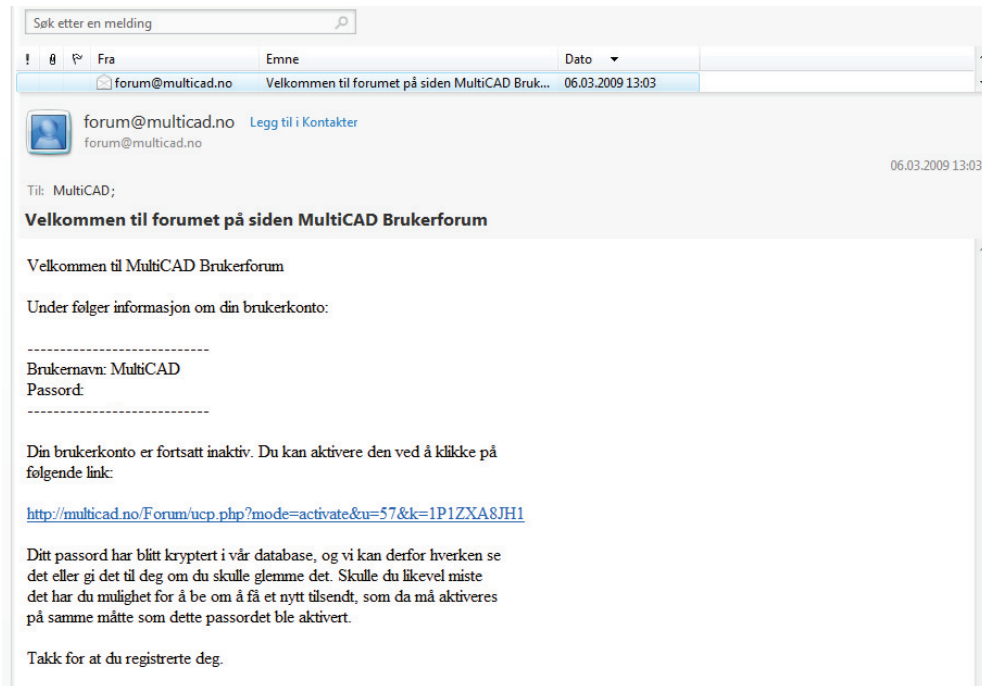 Søk etter en melding
! Fra Emne Dato
forum@multicad.no Velkommen til forumet på siden MultiCAD Bruk... 06.03.2009 13:03
forum@multicad.no Legg til i Kontakter
forum@multicad.no
06.03.2009 13:03
Til: MultiCAD;
Velkommen til forumet på siden MultiCAD Brukerforum
Velkommen til MultiCAD Brukerforum
Under følger informasjon om din brukerkonto:
----------------------------
Brukernavn: MultiCAD
Passord:
----------------------------
Din brukerkonto er fortsatt inaktiv. Du kan aktivere den ved å klikke på
følgende link:
http://multicad.no/Forum/ucp.php?mode=activate&u=57&k=1P1ZXA8JH1
Ditt passord har blitt kryptert i vår database, og vi kan derfor hverken se
det eller gi det til deg om du skulle glemme det. Skulle du likevel miste
det har du mulighet for å be om å få et nytt tilsendt, som da må aktiveres
på samme måtte som dette passordet ble aktivert.
Takk for at du registrerte deg.